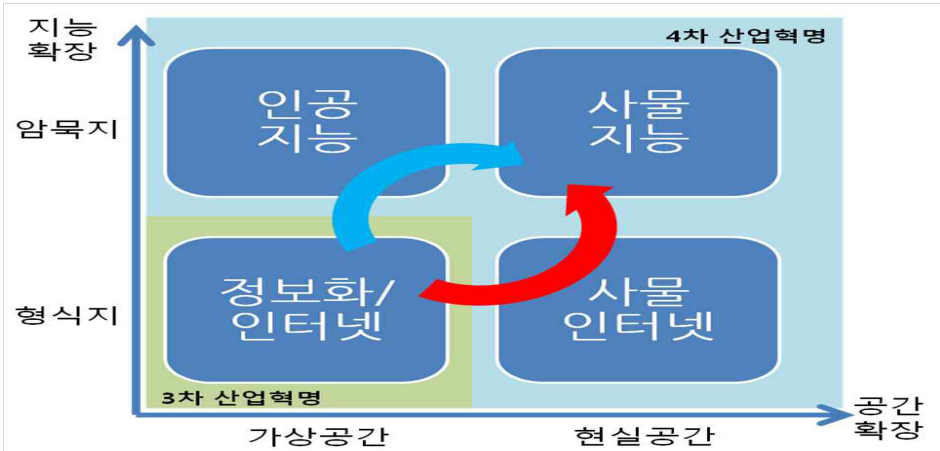 지능
확장
4차 산업혁명
인공
지능
사물
지능
암묵지
정보화/
인터넷
사물
인터넷
형식지
3차 산업혁명
공간
확장
가상공간
현실공간